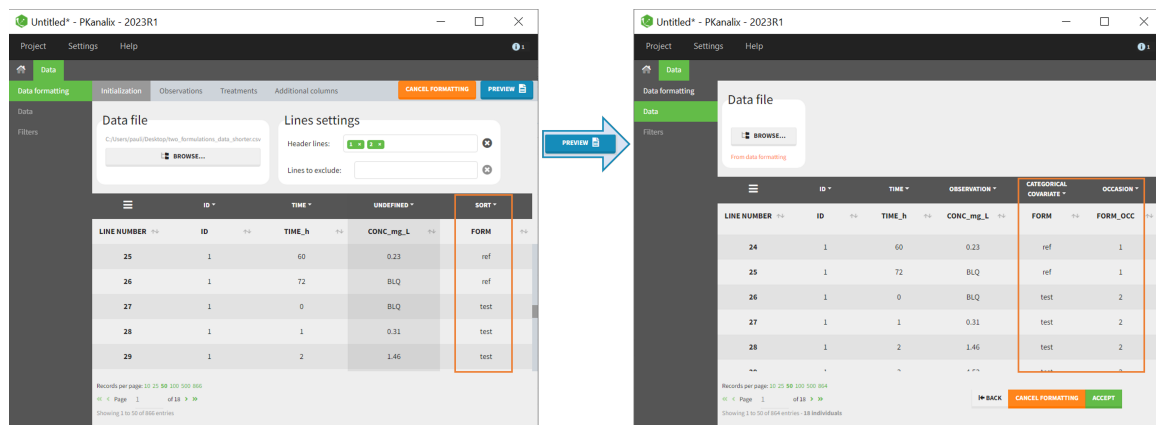 Untitled* - PKanalix - 2023R1
Project Settings Help 1
Data
Data formatting Initialization Observations Treatments Additional columns CANCEL FORMATTING PREVIEW
Data
Filters
Data file
C:/Users/pauli/Desktop/two_formulations_data_shorter.csv
BROWSE...
Lines settings
Header lines: 1 × 2 ×
Lines to exclude:
ID TIME UNDEFINED SORT
LINE NUMBER ID TIME_h CONC_mg_L FORM
25 1 60 0.23 ref
26 1 72 BLQ ref
27 1 0 BLQ test
28 1 1 0.31 test
29 1 2 1.46 test
Records per page: 10 25 50 100 500 866
« < Page 1 of 18 > »
Showing 1 to 50 of 866 entries
PREVIEW
Untitled* - PKanalix - 2023R1
Project Settings Help 1
Data
Data formatting
Data
Filters
Data file
BROWSE...
From data formatting
ID TIME OBSERVATION CATEGORICAL COVARIATE OCCASION
LINE NUMBER ID TIME_h CONC_mg_L FORM FORM_OCC
24 1 60 0.23 ref 1
25 1 72 BLQ ref 1
26 1 0 BLQ test 2
27 1 1 0.31 test 2
28 1 2 1.46 test 2
Records per page: 10 25 50 100 500 864
« < Page 1 of 18 > »
Showing 1 to 50 of 864 entries - 18 individuals
BACK CANCEL FORMATTING ACCEPT